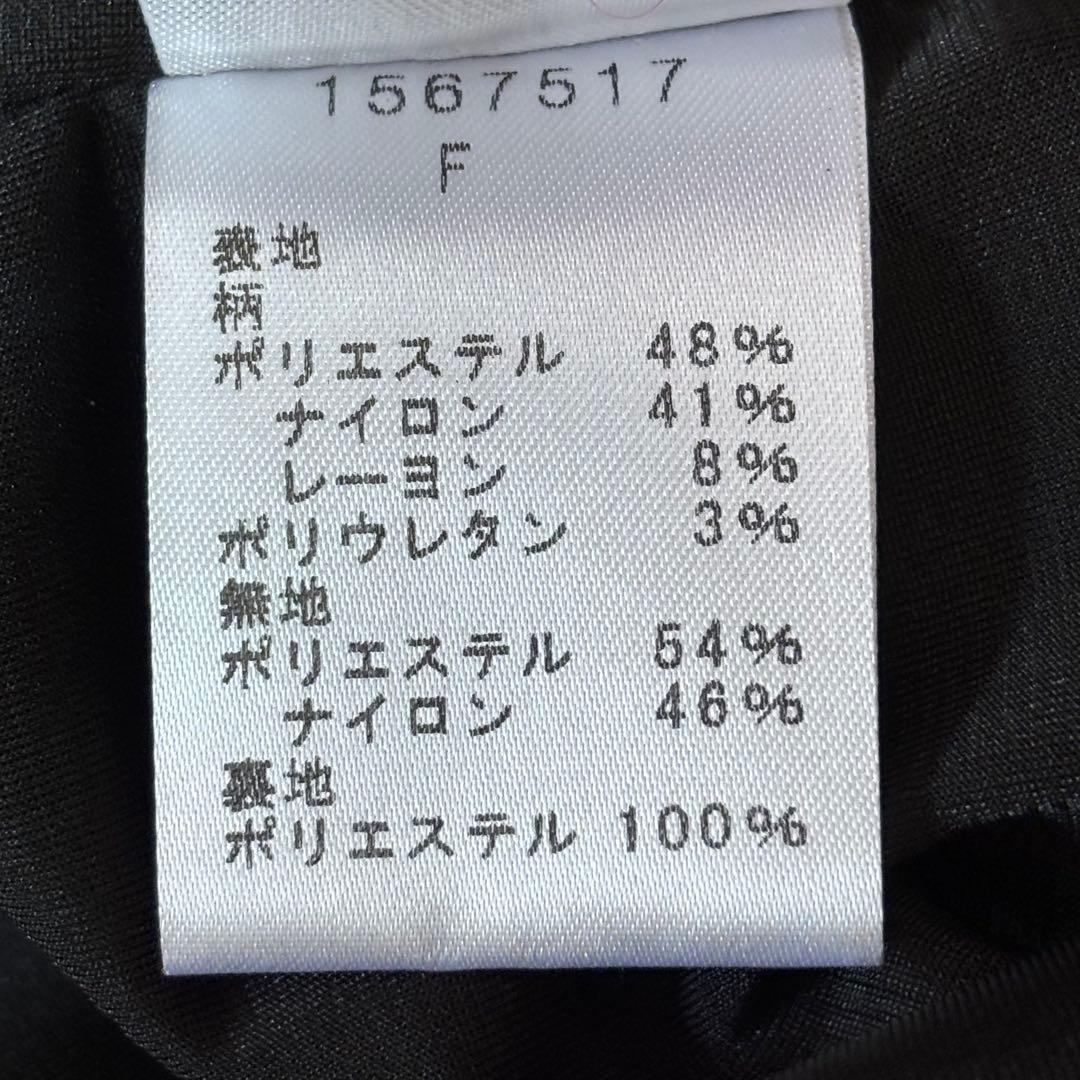 1567517
F
表地
柄
ポリエステル 48%
ナイロン 41%
レーヨン 8%
ポリウレタン 3%
無地
ポリエステル 54%
ナイロン 46%
裏地
ポリエステル 100%